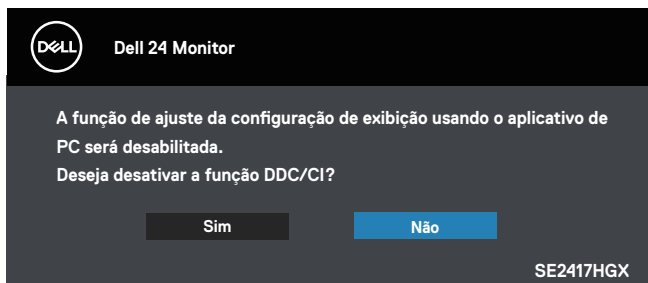 DELL
Dell 24 Monitor
A função de ajuste da configuração de exibição usando o aplicativo de
PC será desabilitada.
Deseja desativar a função DDC/CI?
Sim
Não
SE2417HGX